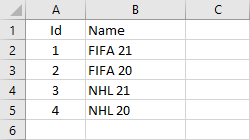 A B C
1 Id Name
2 1 FIFA 21
3 2 FIFA 20
4 3 NHL 21
5 4 NHL 20
6